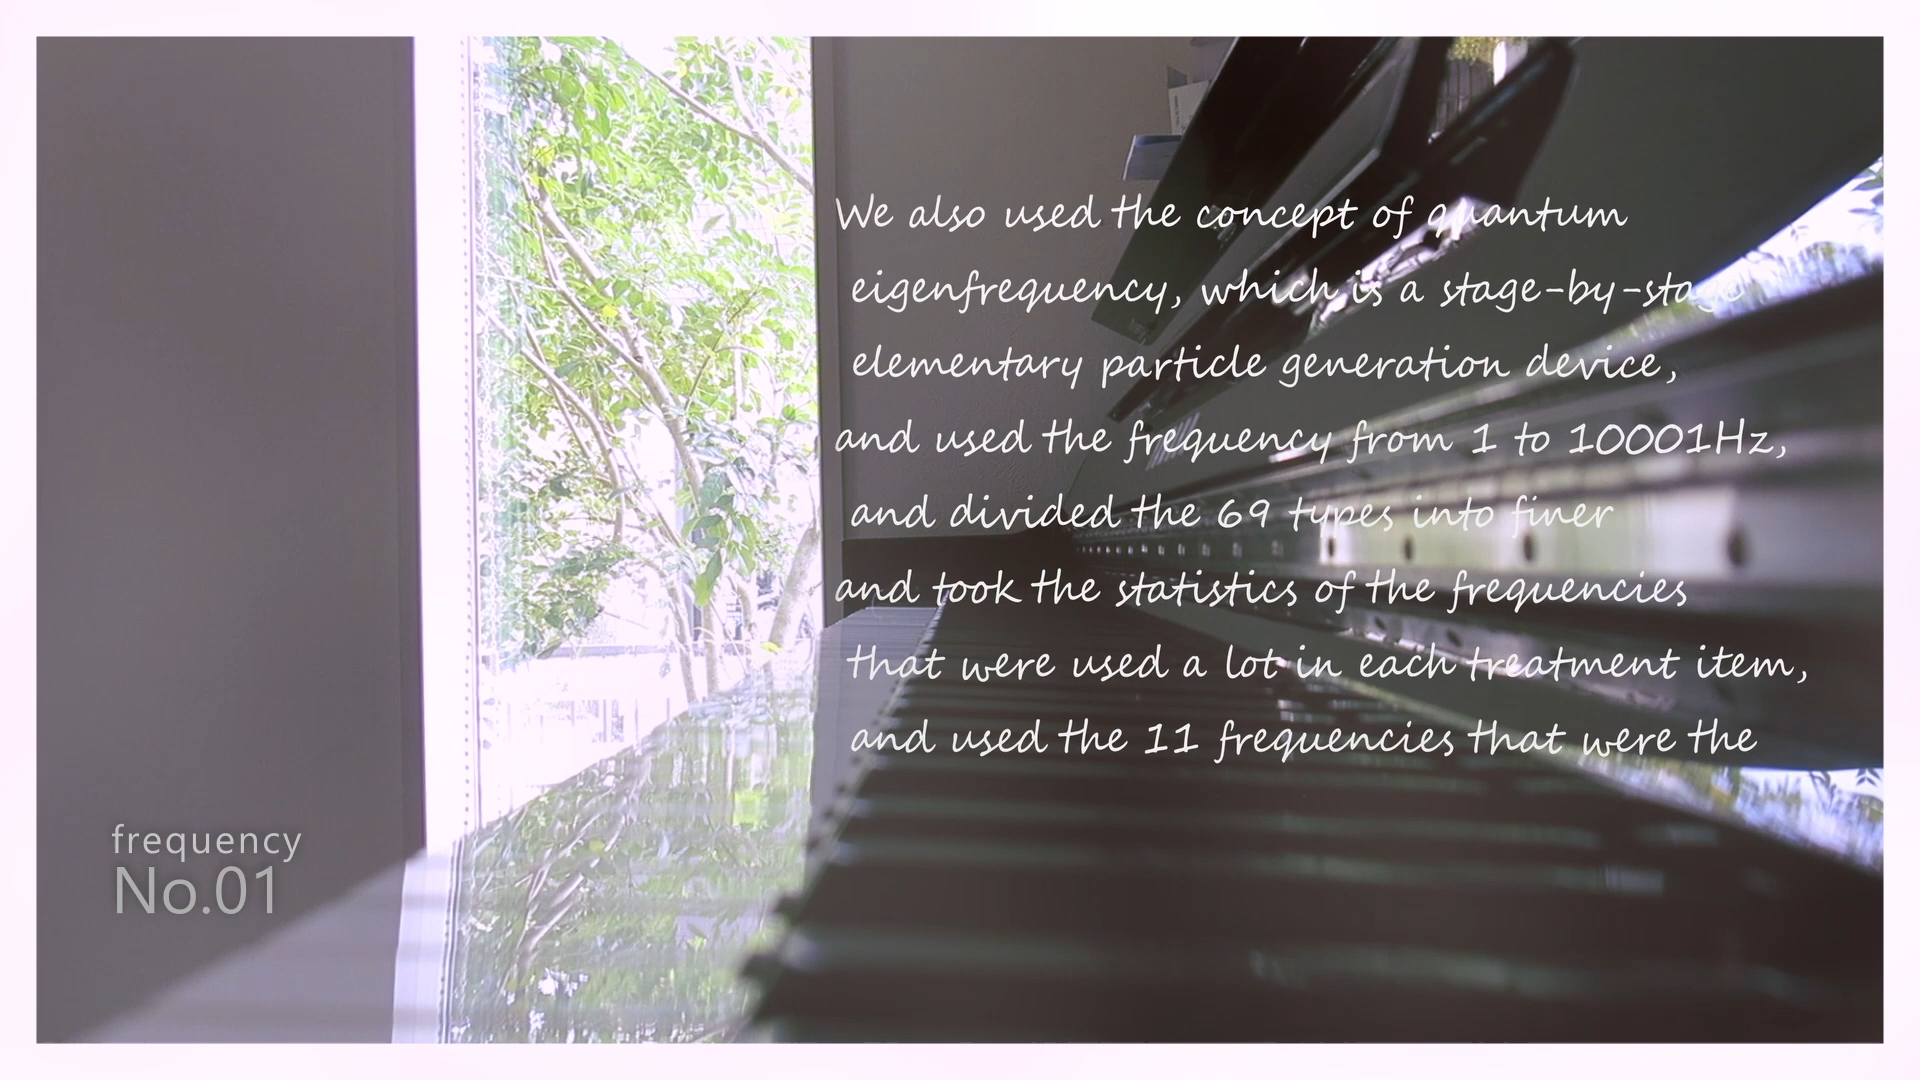 We also used the concept of quantum
eigenfrequency, which is a stage-by-stage
elementary particle generation device,
and used the frequency from 1 to 10001Hz,
and divided the 69 types into finer
and took the statistics of the frequencies
that were used a lot in each treatment item,
and used the 11 frequencies that were the
frequency
No.01